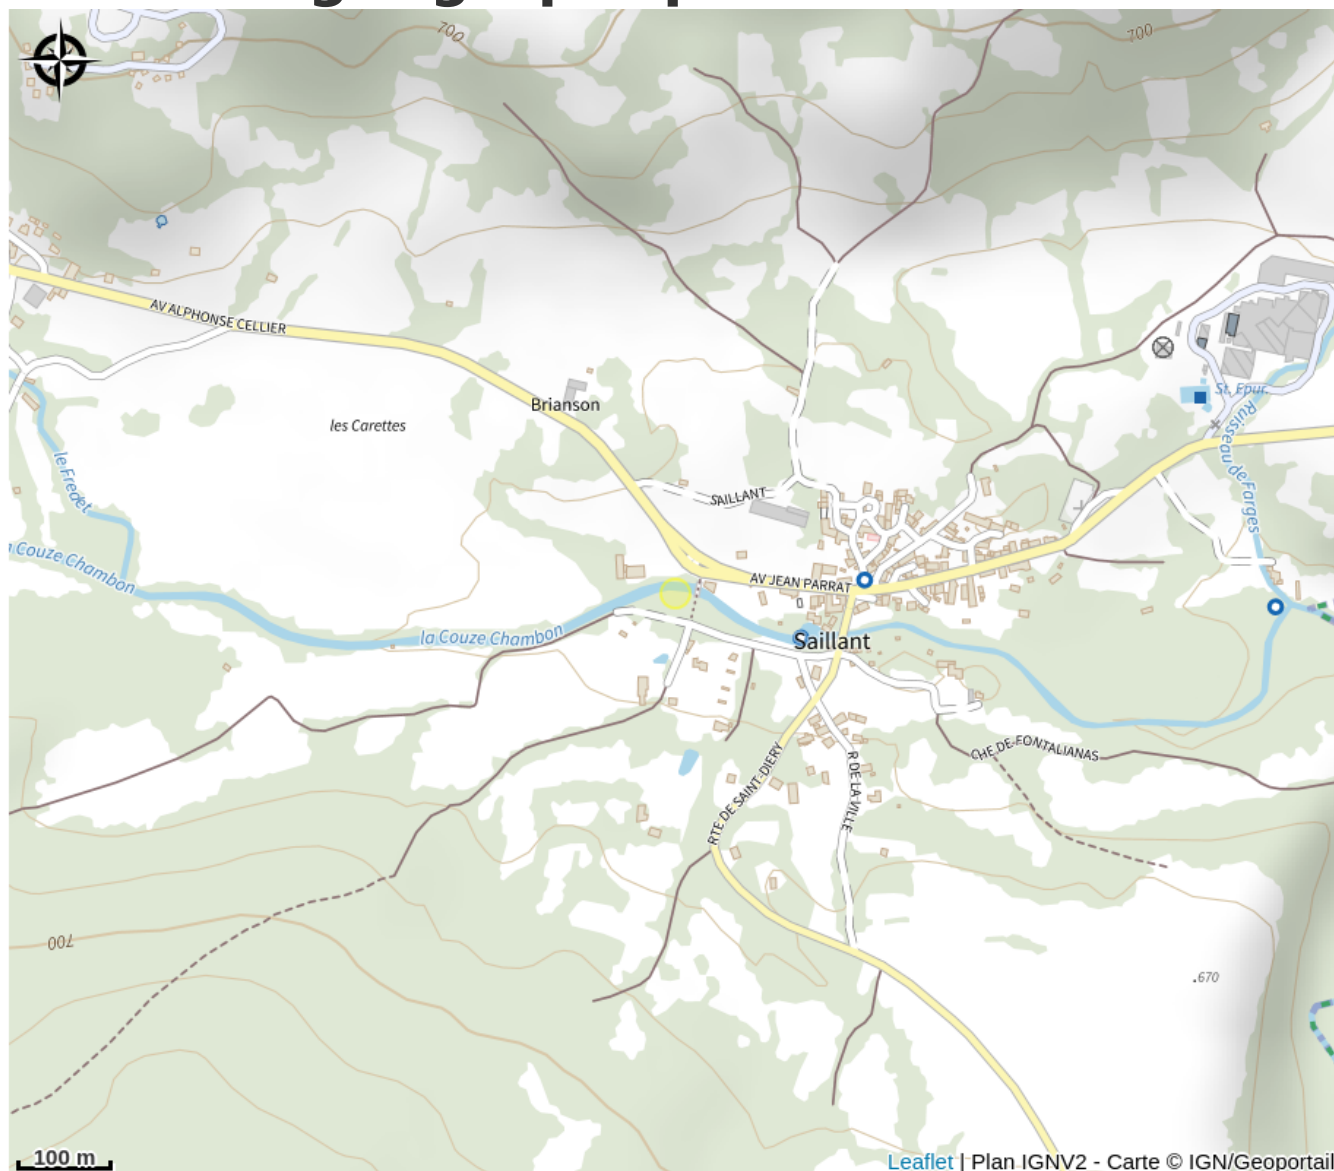 700
700
AV ALPHONSE CELLIER
Brianson
les Carettes
St. Epur.
Ruisseau de Farges
le Fredet
SAILLANT
la Couze Chambon
AV JEAN PARRAT
la Couze Chambon
Saillant
CHE DE FONTALIANAS
RTE DE SAINT-DIERY
R DE LA VILLE
700
.670
100 m
Leaflet | Plan IGNV2 - Carte © IGN/Geoportail